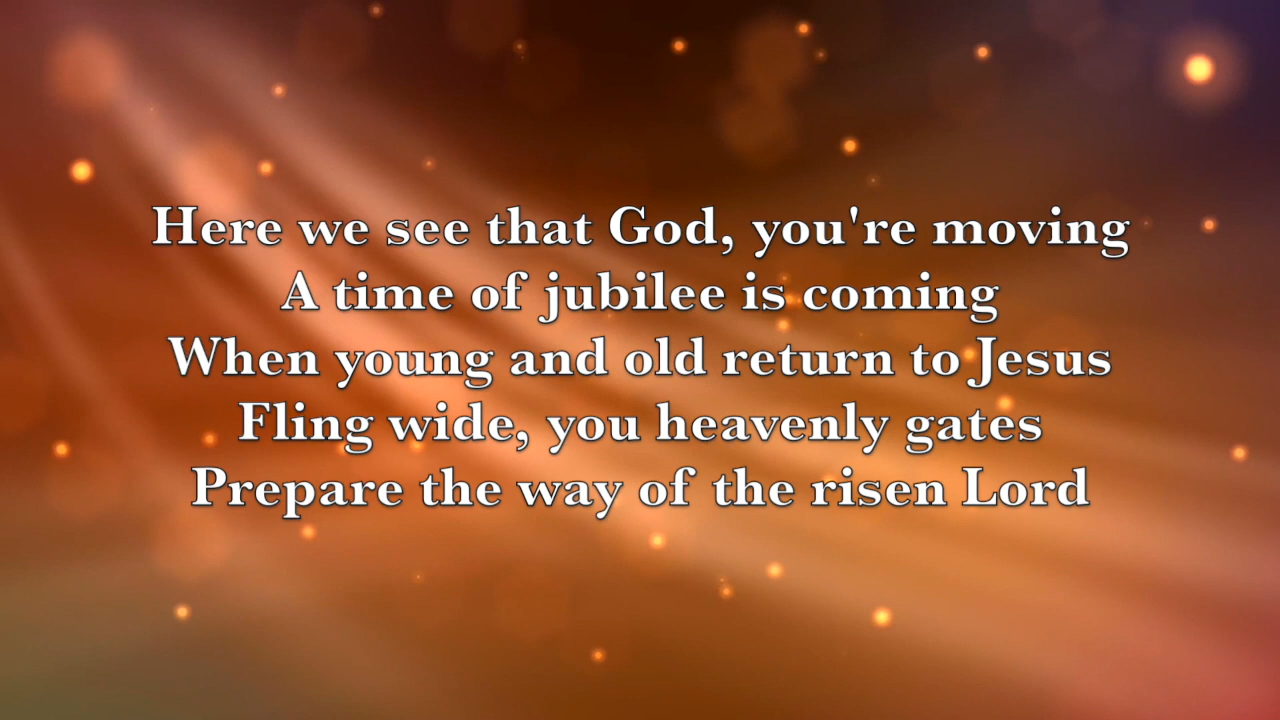 Here we see that God, you're moving
A time of jubilee is coming
When young and old return to Jesus
Fling wide, you heavenly gates
Prepare the way of the risen Lord